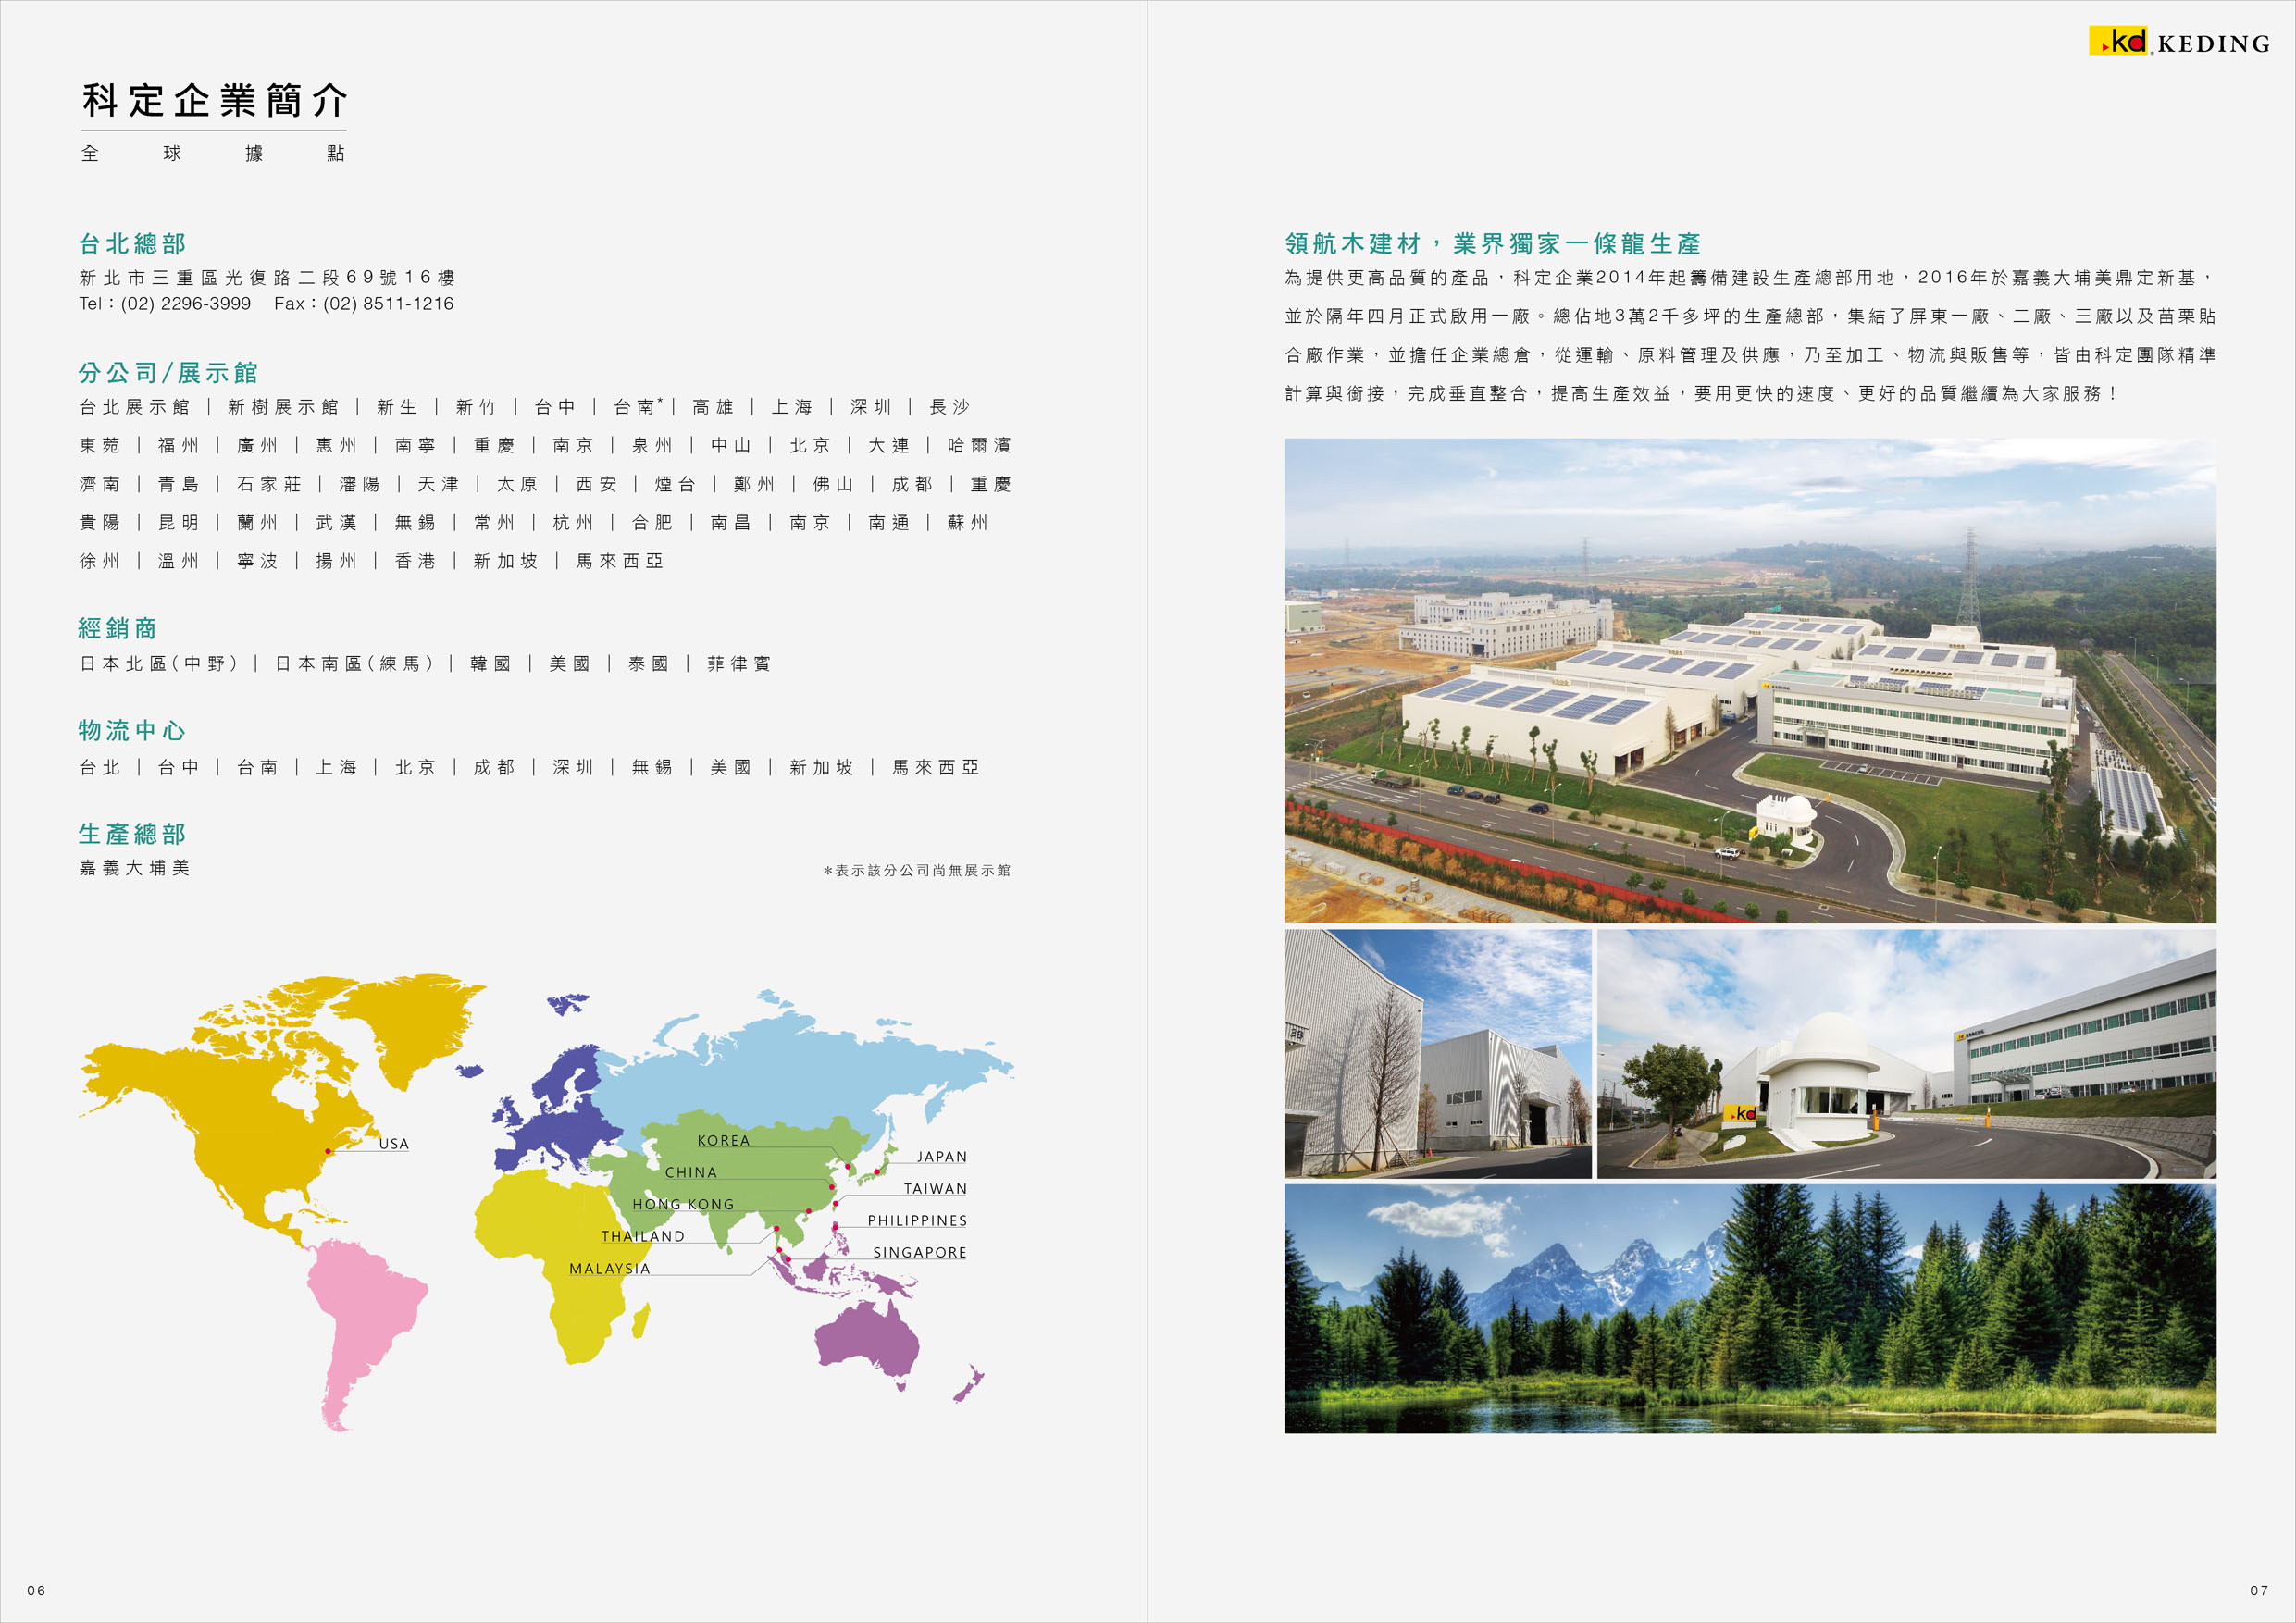 科定企業簡介
全球據點
台北總部
新北市三重區光復路二段69號16樓
Tel：(02) 2296-3999 Fax：(02) 8511-1216
分公司/展示館
台北展示館｜新樹展示館｜新生｜新竹｜台中｜台南*｜高雄｜上海｜深圳｜長沙
東莞｜福州｜廣州｜惠州｜南寧｜重慶｜南京｜泉州｜中山｜北京｜大連｜哈爾濱
濟南｜青島｜石家莊｜瀋陽｜天津｜太原｜西安｜煙台｜鄭州｜佛山｜成都｜重慶
貴陽｜昆明｜蘭州｜武漢｜無錫｜常州｜杭州｜合肥｜南昌｜南京｜南通｜蘇州
徐州｜溫州｜寧波｜揚州｜香港｜新加坡｜馬來西亞
經銷商
日本北區(中野)｜日本南區(練馬)｜韓國｜美國｜泰國｜菲律賓
物流中心
台北｜台中｜台南｜上海｜北京｜成都｜深圳｜無錫｜美國｜新加坡｜馬來西亞
生產總部
嘉義大埔美
*表示該分公司尚無展示館
USA
KOREA
CHINA
HONG KONG
THAILAND
MALAYSIA
JAPAN
TAIWAN
PHILIPPINES
SINGAPORE
06
kd KEDING
領航木建材，業界獨家一條龍生產
為提供更高品質的產品，科定企業2014年起籌備建設生產總部用地，2016年於嘉義大埔美鼎定新基，
並於隔年四月正式啟用一廠。總佔地3萬2千多坪的生產總部，集結了屏東一廠、二廠、三廠以及苗栗貼
合廠作業，並擔任企業總倉，從運輸、原料管理及供應，乃至加工、物流與販售等，皆由科定團隊精準
計算與銜接，完成垂直整合，提高生產效益，要用更快的速度、更好的品質繼續為大家服務！
kd
07